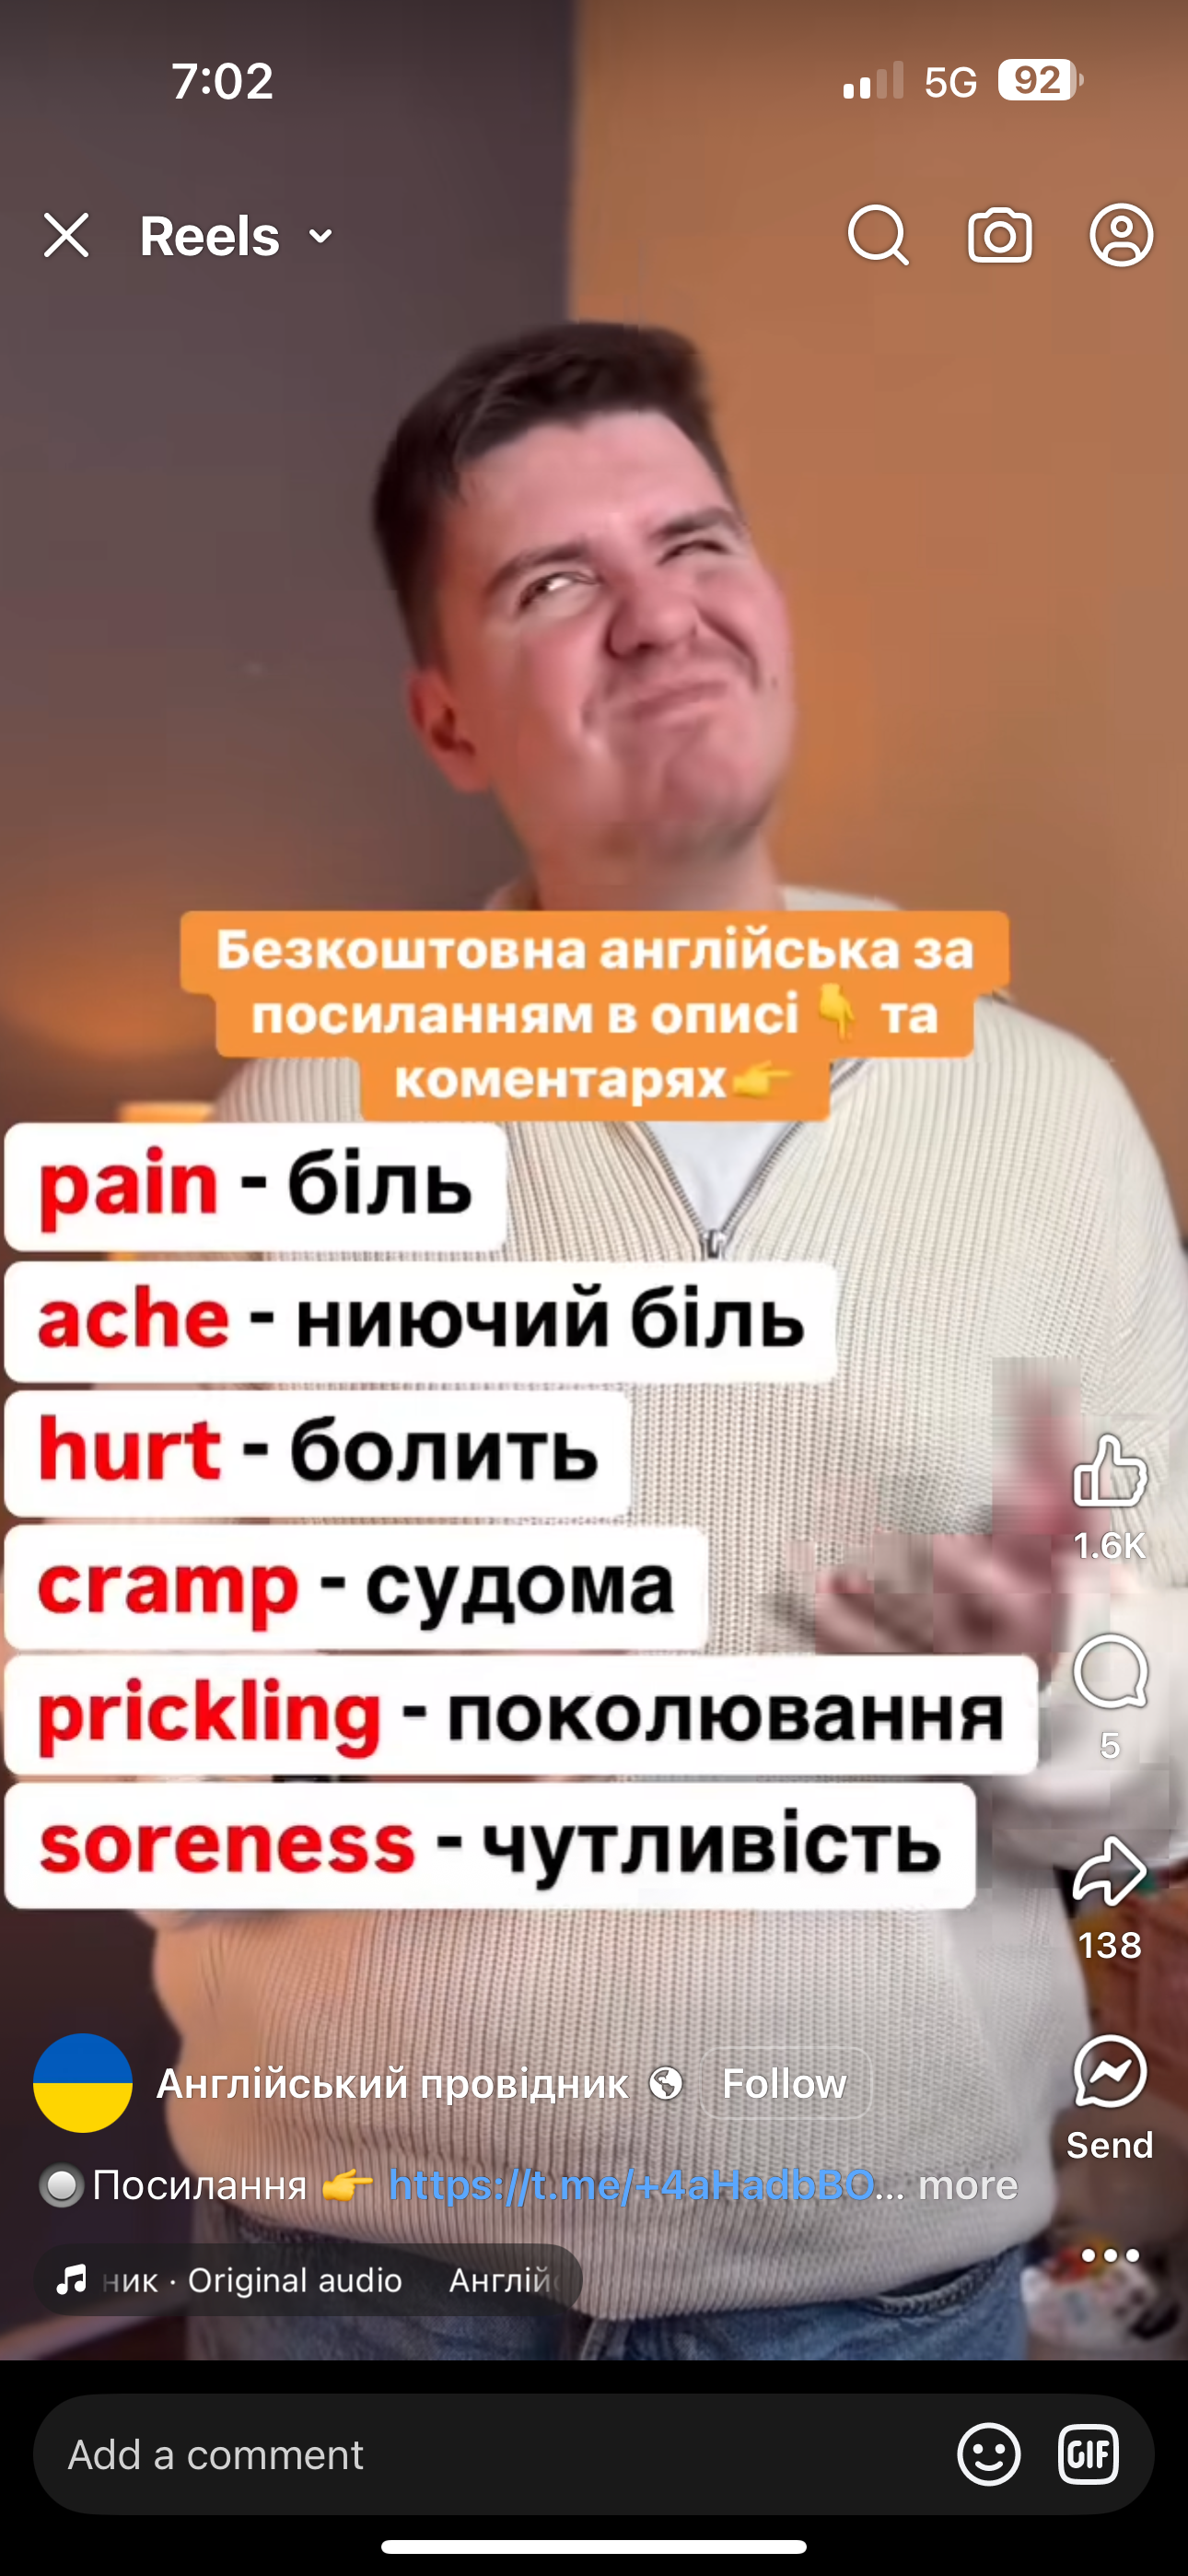 7:02
5G 92
Reels
Безкоштовна англійська за
посиланням в описі 👇 та
коментарях👉
pain - біль
ache - ниючий біль
hurt - болить
cramp - судома
prickling - поколювання
soreness - чутливість
1.6K
5
138
Send
Англійський провідник Follow
Посилання 👉 https://t.me/+4aHadbBO... more
ник · Original audio Англій
Add a comment
GIF